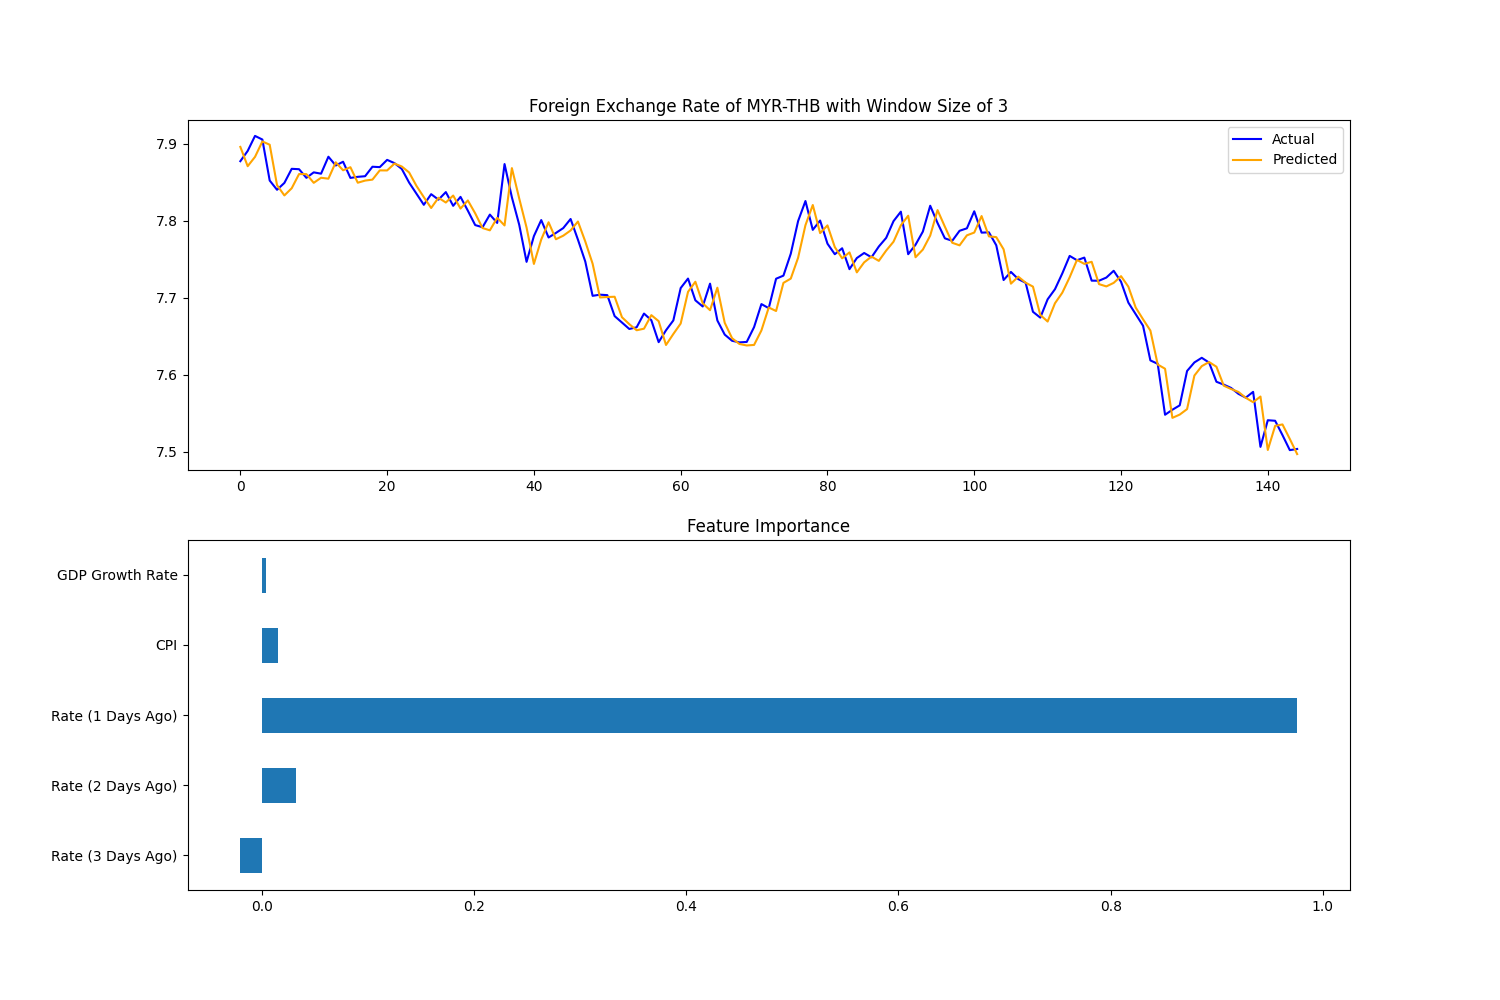 Foreign Exchange Rate of MYR-THB with Window Size of 3
Actual
Predicted
7.9
7.8
7.7
7.6
7.5
0 20 40 60 80 100 120 140
Feature Importance
GDP Growth Rate
CPI
Rate (1 Days Ago)
Rate (2 Days Ago)
Rate (3 Days Ago)
0.0 0.2 0.4 0.6 0.8 1.0